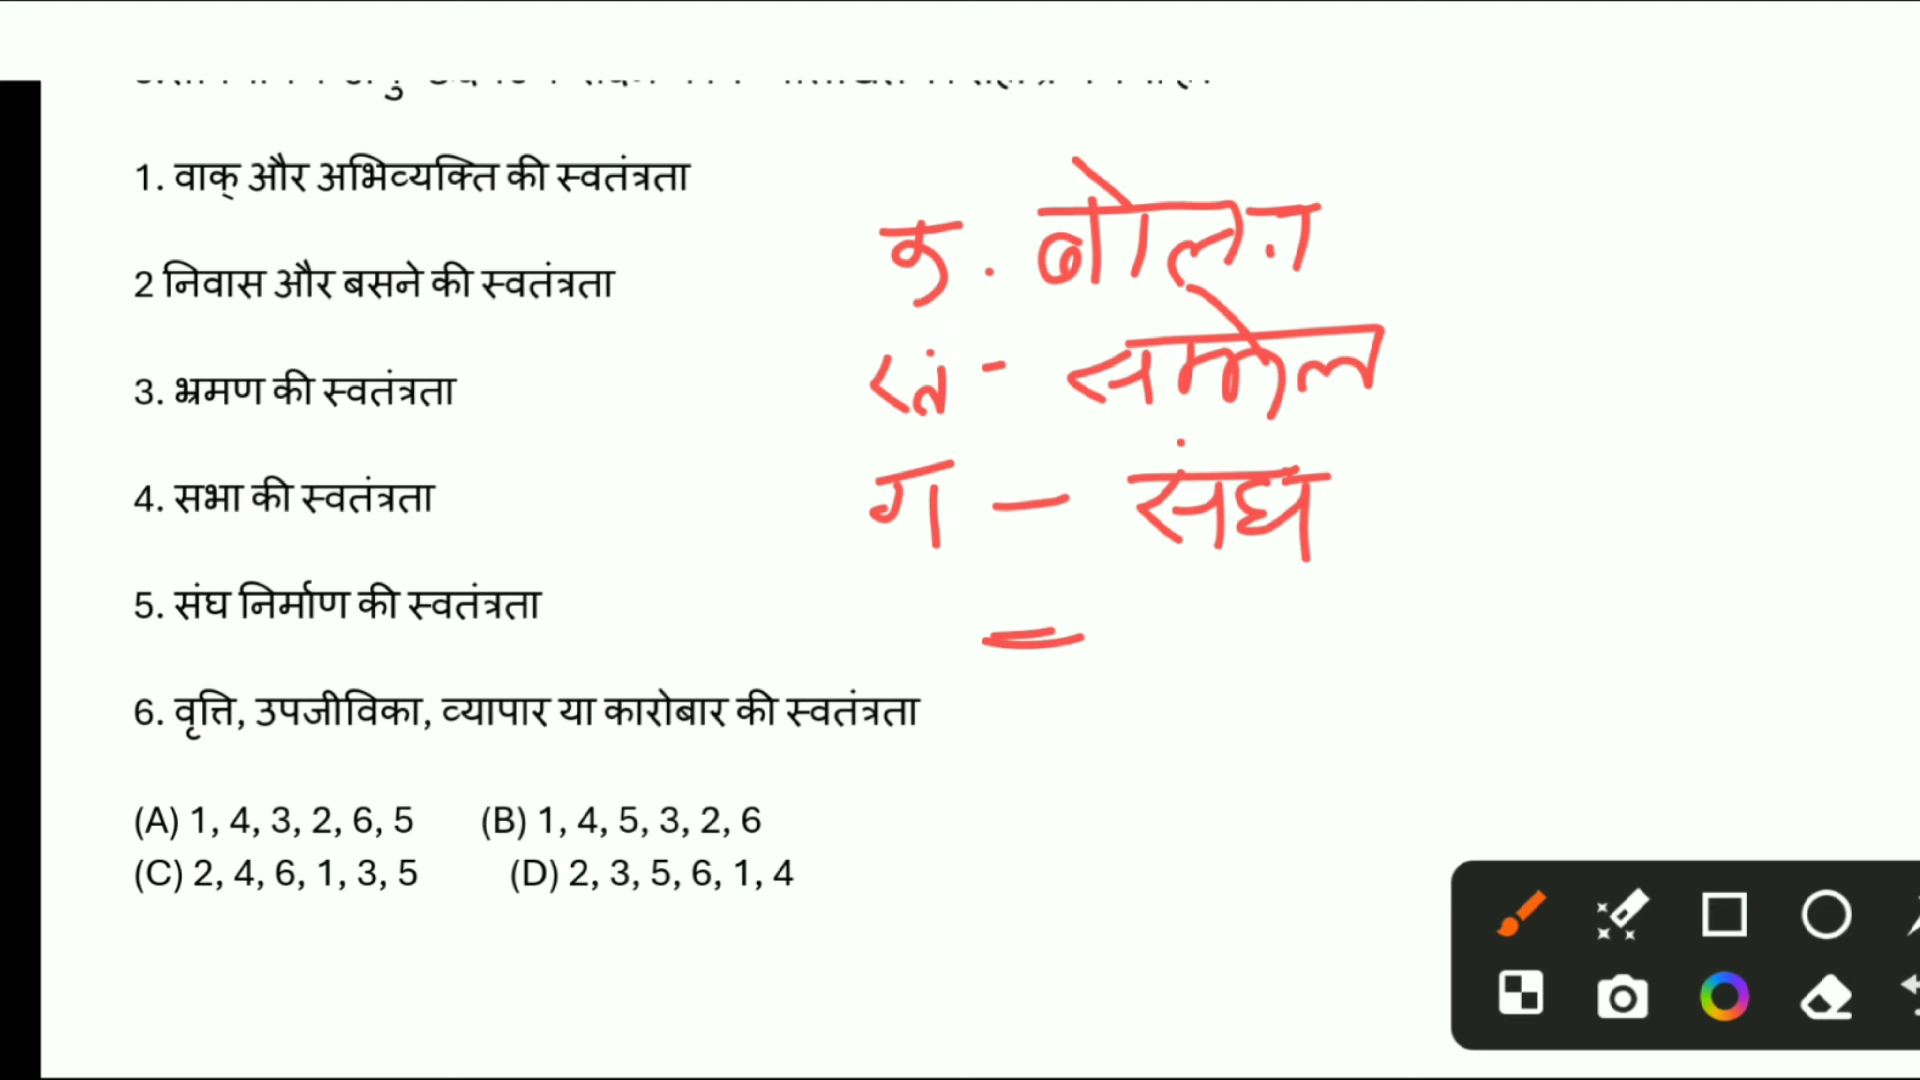 1. वाक् और अभिव्यक्ति की स्वतंत्रता
क. बोलना
2 निवास और बसने की स्वतंत्रता
3. भ्रमण की स्वतंत्रता
ख - सम्मेल
4. सभा की स्वतंत्रता
ग - संघ
5. संघ निर्माण की स्वतंत्रता
6. वृत्ति, उपजीविका, व्यापार या कारोबार की स्वतंत्रता
(A) 1, 4, 3, 2, 6, 5 (B) 1, 4, 5, 3, 2, 6
(C) 2, 4, 6, 1, 3, 5 (D) 2, 3, 5, 6, 1, 4